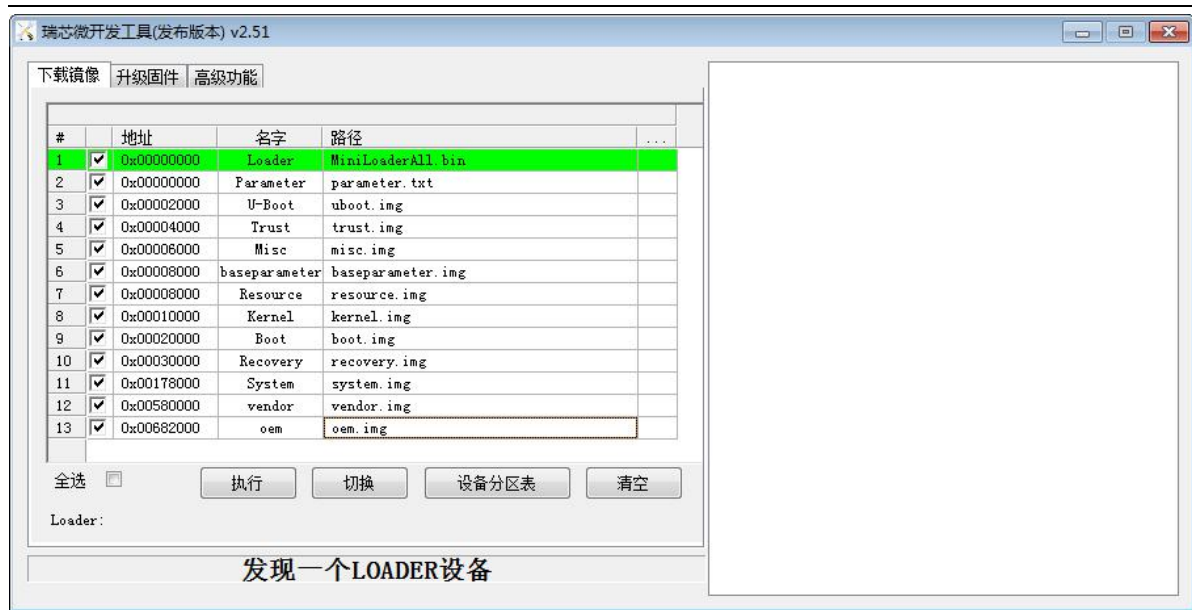 瑞芯微开发工具(发布版本) v2.51
下载镜像 升级固件 高级功能
# 地址 名字 路径 ...
1 0x00000000 Loader MiniLoaderAll.bin
2 0x00000000 Parameter parameter.txt
3 0x00002000 U-Boot uboot.img
4 0x00004000 Trust trust.img
5 0x00006000 Misc misc.img
6 0x00008000 baseparameter baseparameter.img
7 0x00008000 Resource resource.img
8 0x00010000 Kernel kernel.img
9 0x00020000 Boot boot.img
10 0x00030000 Recovery recovery.img
11 0x00178000 System system.img
12 0x00580000 vendor vendor.img
13 0x00682000 oem oem.img
全选 执行 切换 设备分区表 清空
Loader:
发现一个LOADER设备